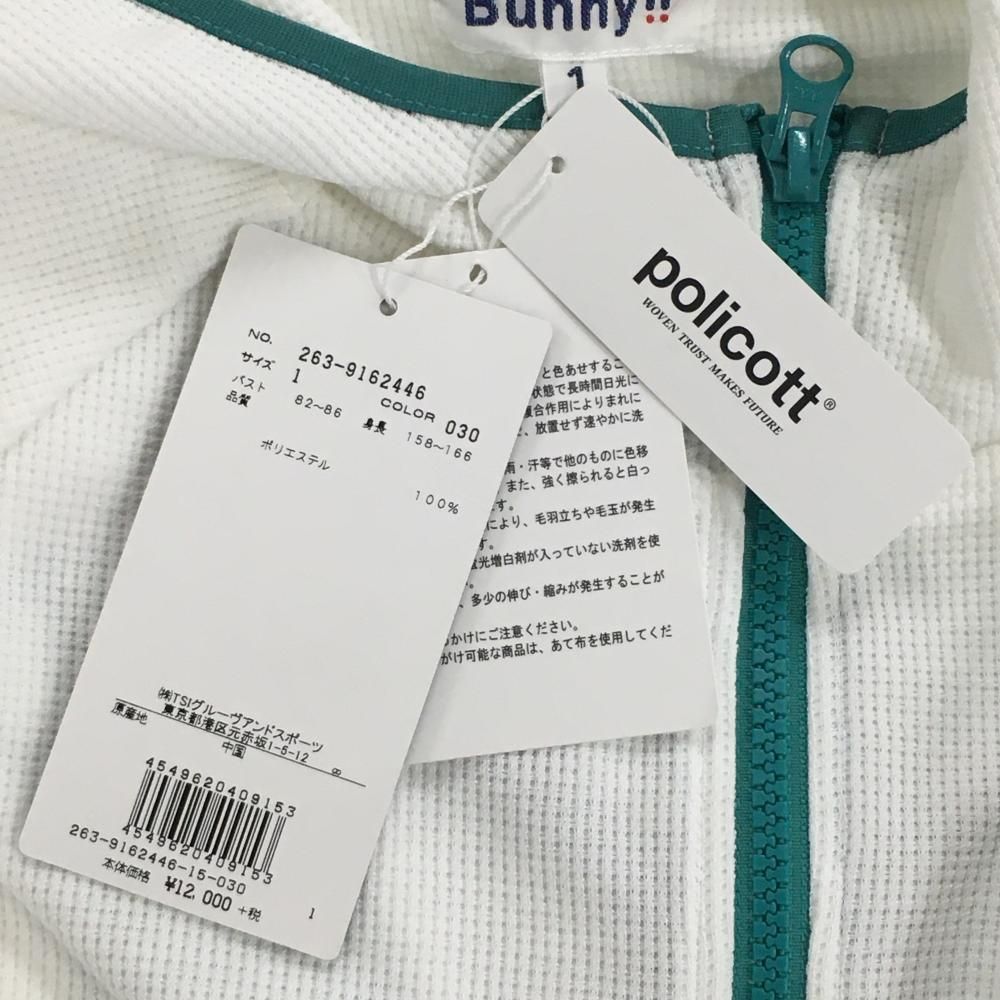 Bunny!!
1
policott®
WOVEN TRUST MAKES FUTURE
NO. 263-9162446
サイズ 1 COLOR 030
バスト 82~86 身長 158~166
品質
ポリエステル
100%
㈱TSIグルーヴアンドスポーツ
東京都港区元赤坂1-6-12 8
原産地 中国
4549620409153
4549620409153
263-9162446-15-030
本体価格 ¥12,000 +税 1
と色あせするこ
状態で長時間日光に
複合作用によりまれに
、放置せず速やかに洗
雨・汗等で他のものに色移
また、強く擦られると白っ
す。
により、毛羽立ちや毛玉が発生
す。
光増白剤が入っていない洗剤を使
、多少の伸び・縮みが発生することが
かけにご注意ください。
がけ可能な商品は、あて布を使用してくだ